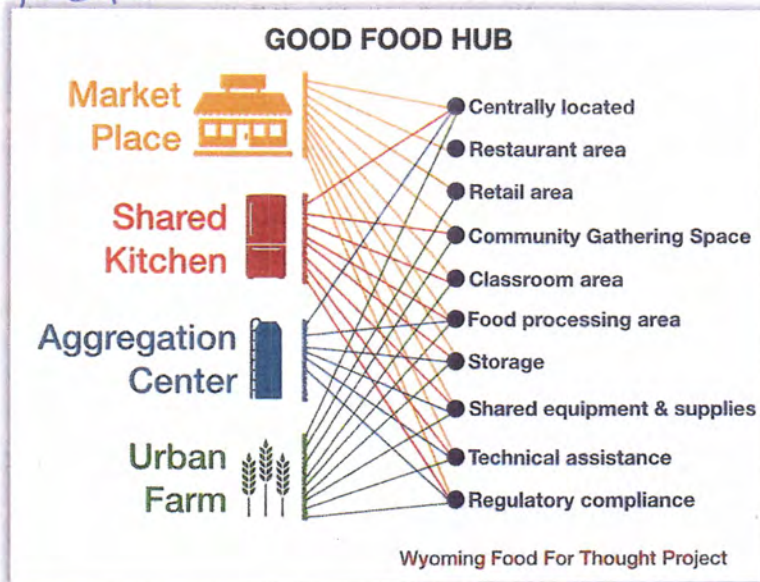 GOOD FOOD HUB
Market
Place
Shared
Kitchen
Aggregation
Center
Urban
Farm
Centrally located
Restaurant area
Retail area
Community Gathering Space
Classroom area
Food processing area
Storage
Shared equipment & supplies
Technical assistance
Regulatory compliance
Wyoming Food For Thought Project